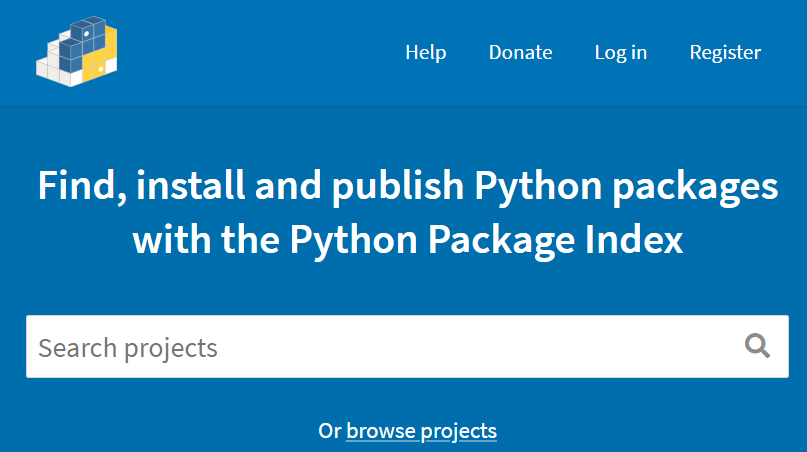 Help Donate Log in Register
Find, install and publish Python packages
with the Python Package Index
Search projects
Or browse projects